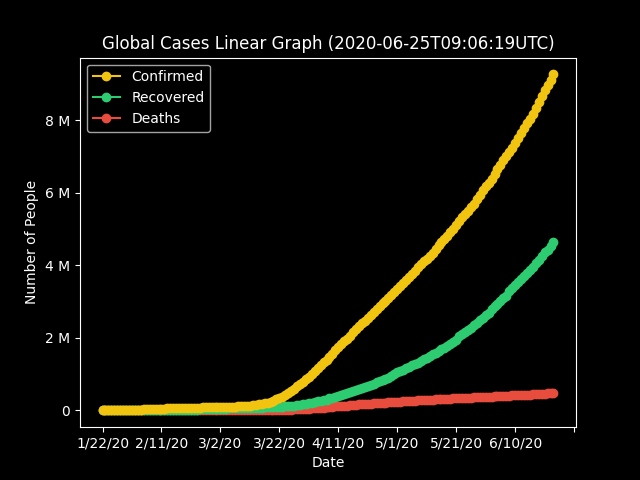 Global Cases Linear Graph (2020-06-25T09:06:19UTC)
Confirmed
Recovered
Deaths
8 M
6 M
4 M
2 M
0
Number of People
1/22/20 2/11/20 3/2/20 3/22/20 4/11/20 5/1/20 5/21/20 6/10/20
Date